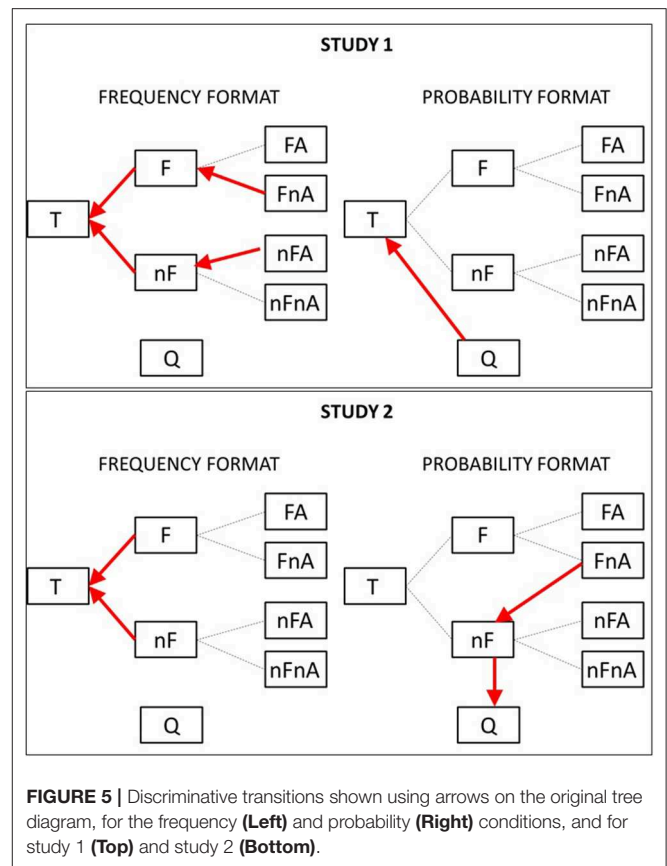 STUDY 1
FREQUENCY FORMAT
PROBABILITY FORMAT
FA
F
FnA
T
nFA
nF
nFnA
Q
FA
F
FnA
T
nFA
nF
nFnA
Q
STUDY 2
FREQUENCY FORMAT
PROBABILITY FORMAT
FA
F
FnA
T
nFA
nF
nFnA
Q
FA
F
FnA
T
nFA
nF
nFnA
Q
FIGURE 5 | Discriminative transitions shown using arrows on the original tree
diagram, for the frequency (Left) and probability (Right) conditions, and for
study 1 (Top) and study 2 (Bottom).